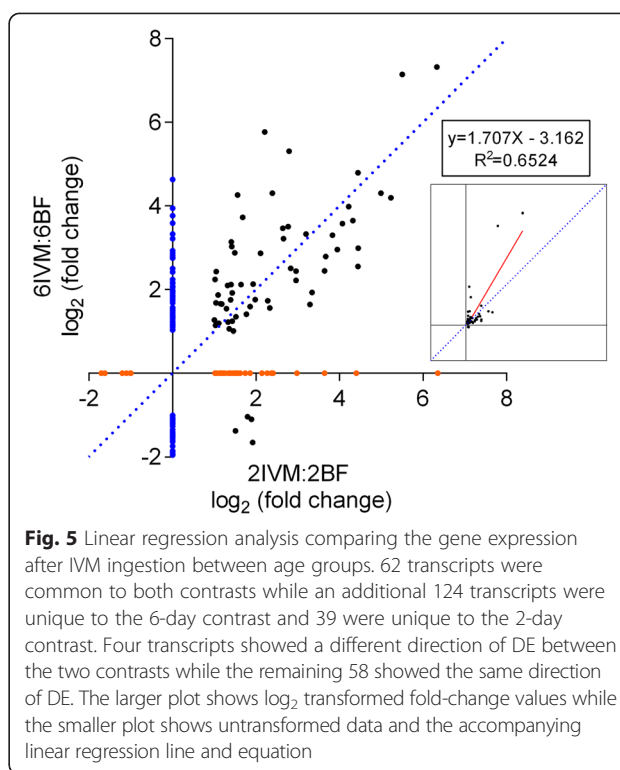 8
6
4
2
-2
-2
2
4
6
8
6IVM:6BF
log₂ (fold change)
y=1.707X - 3.162
R²=0.6524
2IVM:2BF
log₂ (fold change)
Fig. 5 Linear regression analysis comparing the gene expression
after IVM ingestion between age groups. 62 transcripts were
common to both contrasts while an additional 124 transcripts were
unique to the 6-day contrast and 39 were unique to the 2-day
contrast. Four transcripts showed a different direction of DE between
the two contrasts while the remaining 58 showed the same direction
of DE. The larger plot shows log₂ transformed fold-change values while
the smaller plot shows untransformed data and the accompanying
linear regression line and equation